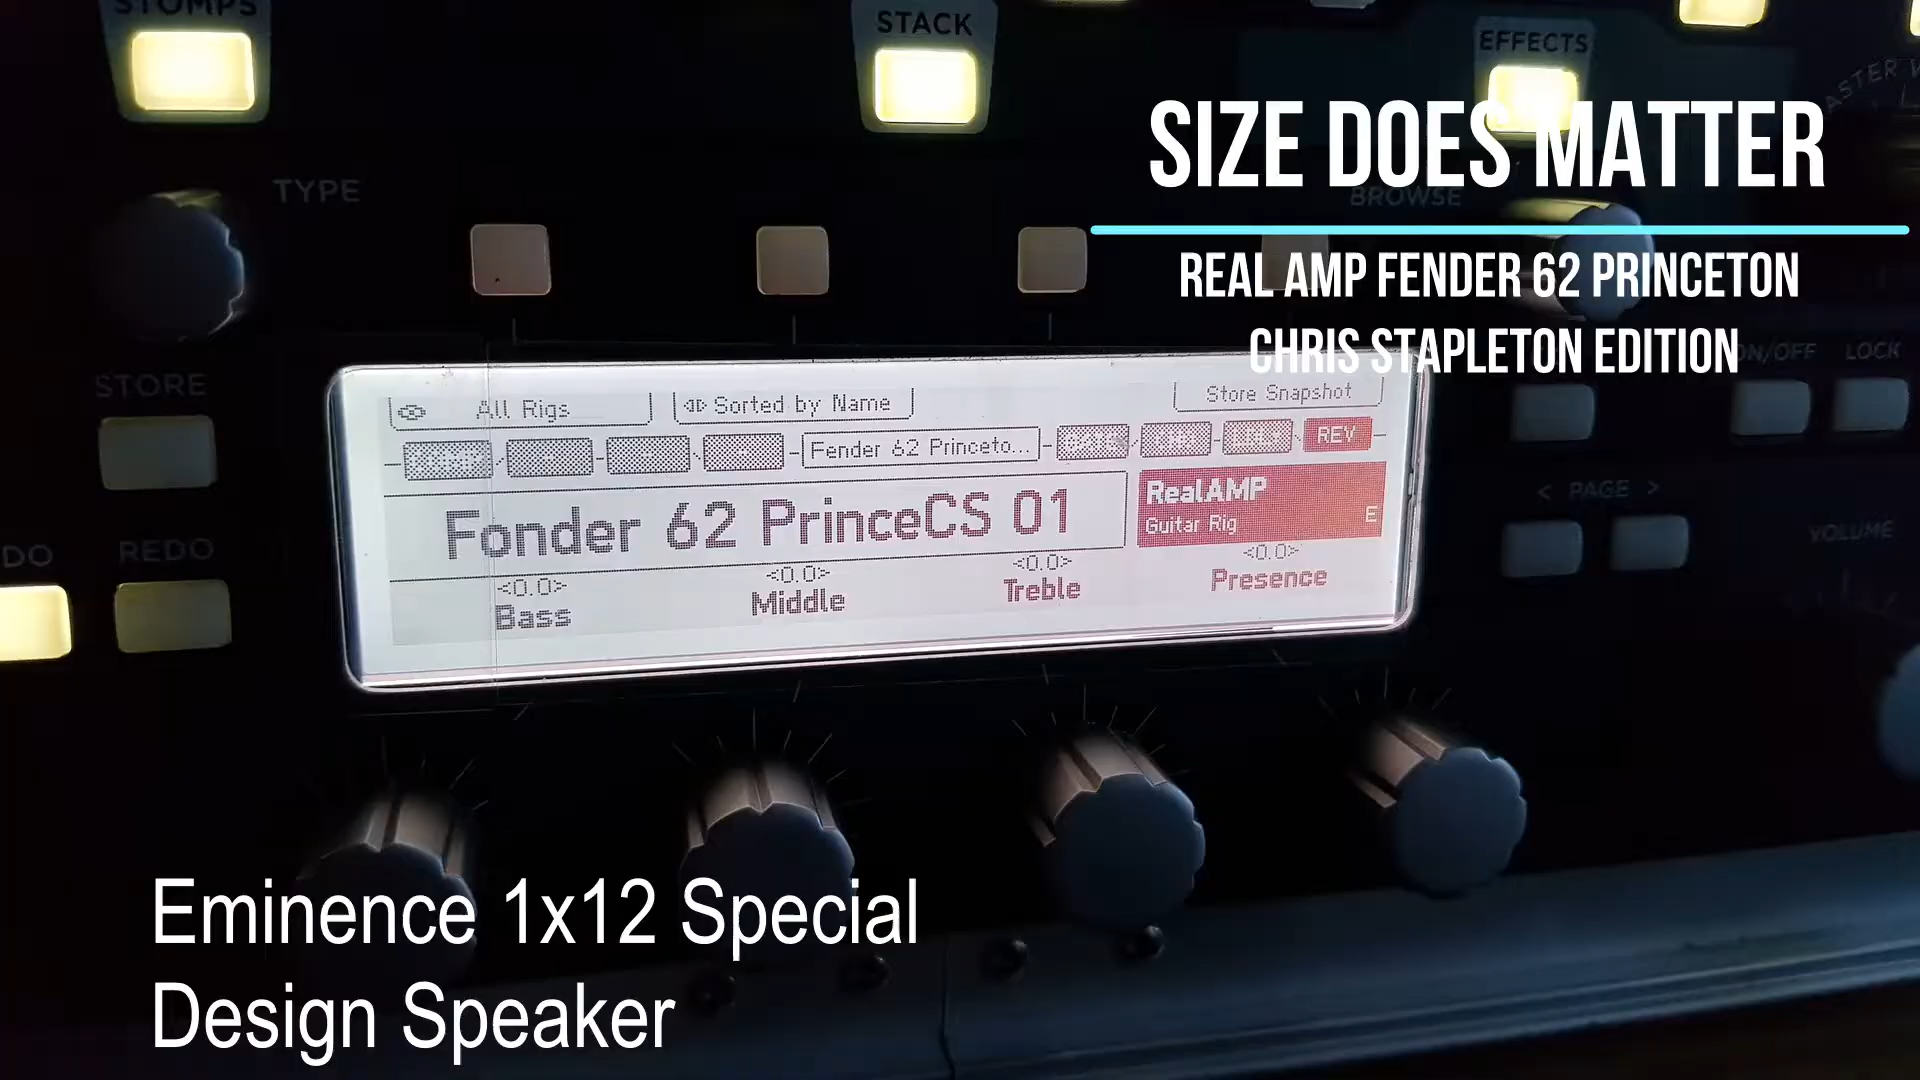 STOMPS
STACK
EFFECTS
SIZE DOES MATTER
TYPE
BROWSE
REAL AMP FENDER 62 PRINCETON
CHRIS STAPLETON EDITION
ON/OFF
LOCK
STORE
All Rigs
Sorted by Name
Store Snapshot
Fender 62 Princeto...
REV
Fonder 62 PrinceCS 01
RealAMP
Guitar Rig
E
< PAGE >
VOLUME
DO
REDO
<0.0>
<0.0>
<0.0>
<0.0>
Bass
Middle
Treble
Presence
Eminence 1x12 Special
Design Speaker